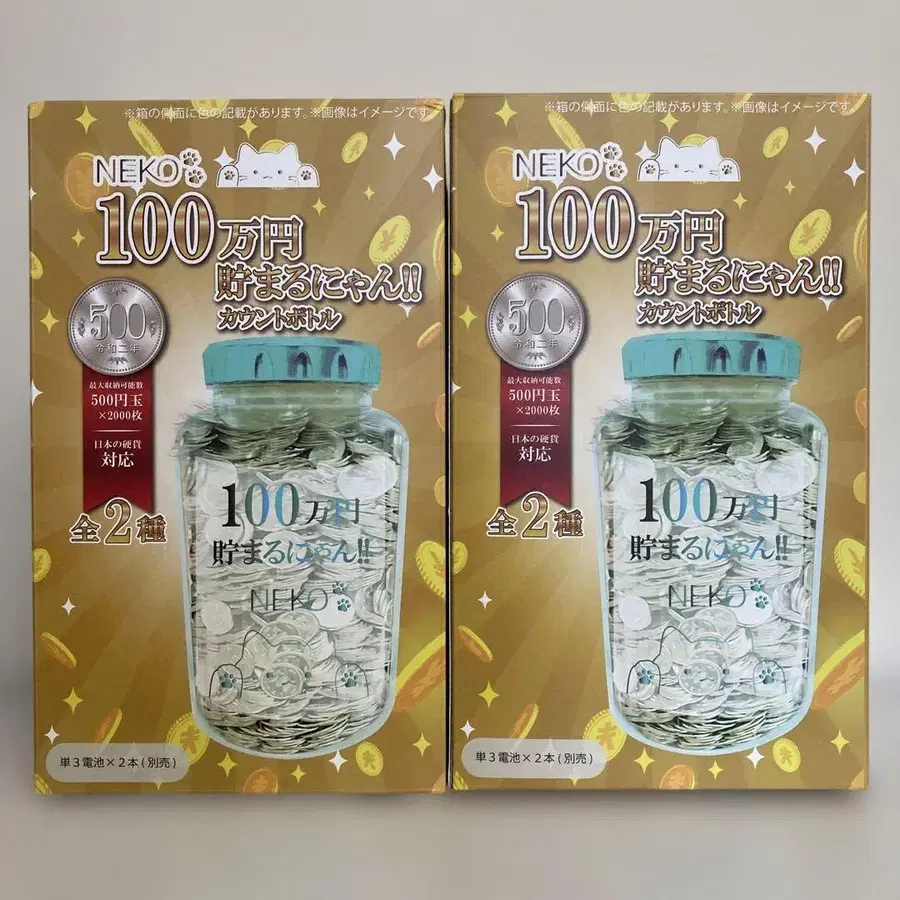 ※箱の側面に色の記載があります。※画像はイメージです
NEKO
100万円
貯まるにゃん!!
カウントボトル
500
令和二年
最大収納可能数
500円玉
×2000枚
日本の硬貨
対応
全2種
100万円
貯まるにゃん!!
NEKO
単3電池×2本(別売)
※箱の側面に色の記載があります。※画像はイメージです
NEKO
100万円
貯まるにゃん!!
カウントボトル
500
令和二年
最大収納可能数
500円玉
×2000枚
日本の硬貨
対応
全2種
100万円
貯まるにゃん!!
NEKO
単3電池×2本(別売)